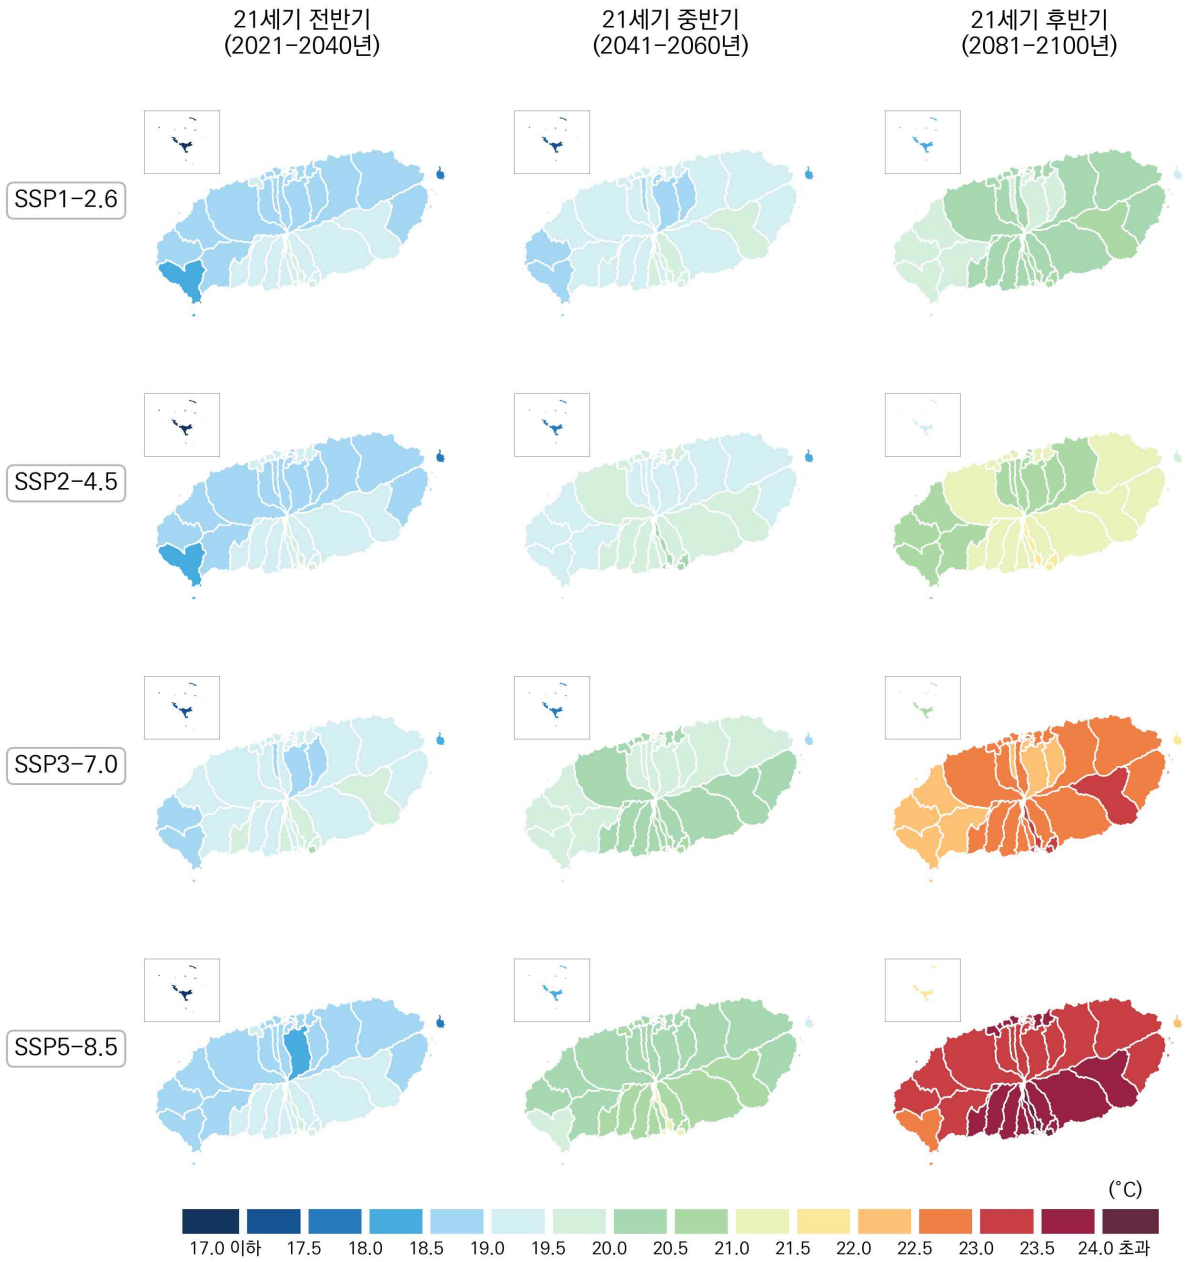 21세기 전반기
(2021-2040년)
21세기 중반기
(2041-2060년)
21세기 후반기
(2081-2100년)
SSP1-2.6
SSP2-4.5
SSP3-7.0
SSP5-8.5
(°C)
17.0 이하 17.5 18.0 18.5 19.0 19.5 20.0 20.5 21.0 21.5 22.0 22.5 23.0 23.5 24.0 초과